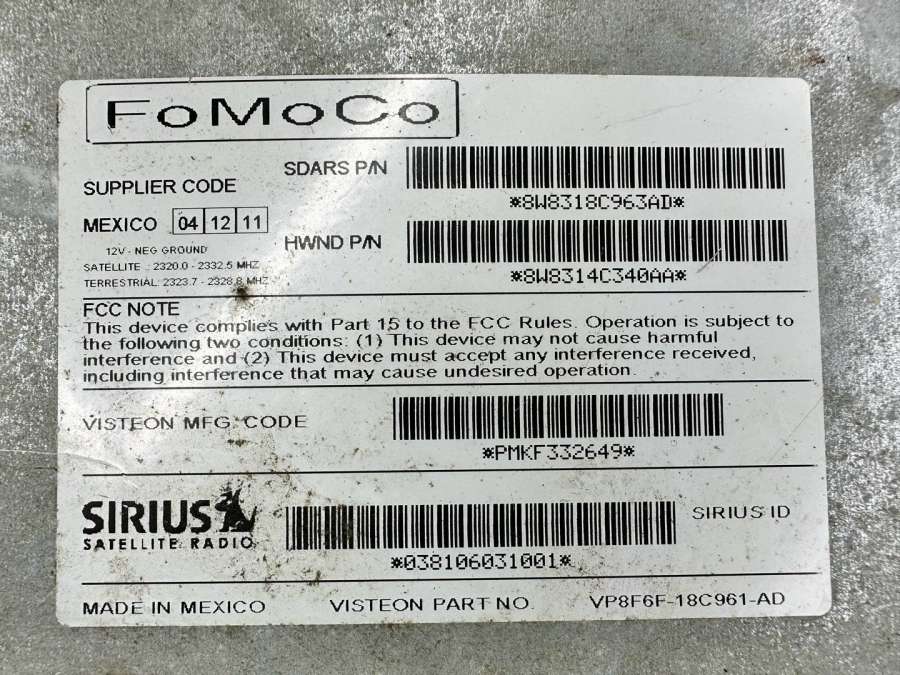 FoMoCo
SDARS P/N
*8W8318C963AD*
SUPPLIER CODE
MEXICO 04 12 11
HWND P/N
*8W8314C340AA*
12V - NEG GROUND
SATELLITE : 2320.0 - 2332.5 MHZ
TERRESTRIAL: 2323.7 - 2328.8 MHZ
FCC NOTE
This device complies with Part 15 to the FCC Rules. Operation is subject to
the following two conditions: (1) This device may not cause harmful
interference and (2) This device must accept any interference received,
including interference that may cause undesired operation.
VISTEON MFG. CODE
*PMKF332649*
SIRIUS
SATELLITE RADIO
SIRIUS ID
*038106031001*
MADE IN MEXICO VISTEON PART NO. VP8F6F-18C961-AD